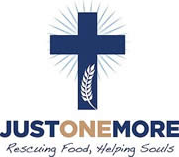 JUSTONEMORE
Rescuing Food, Helping Souls